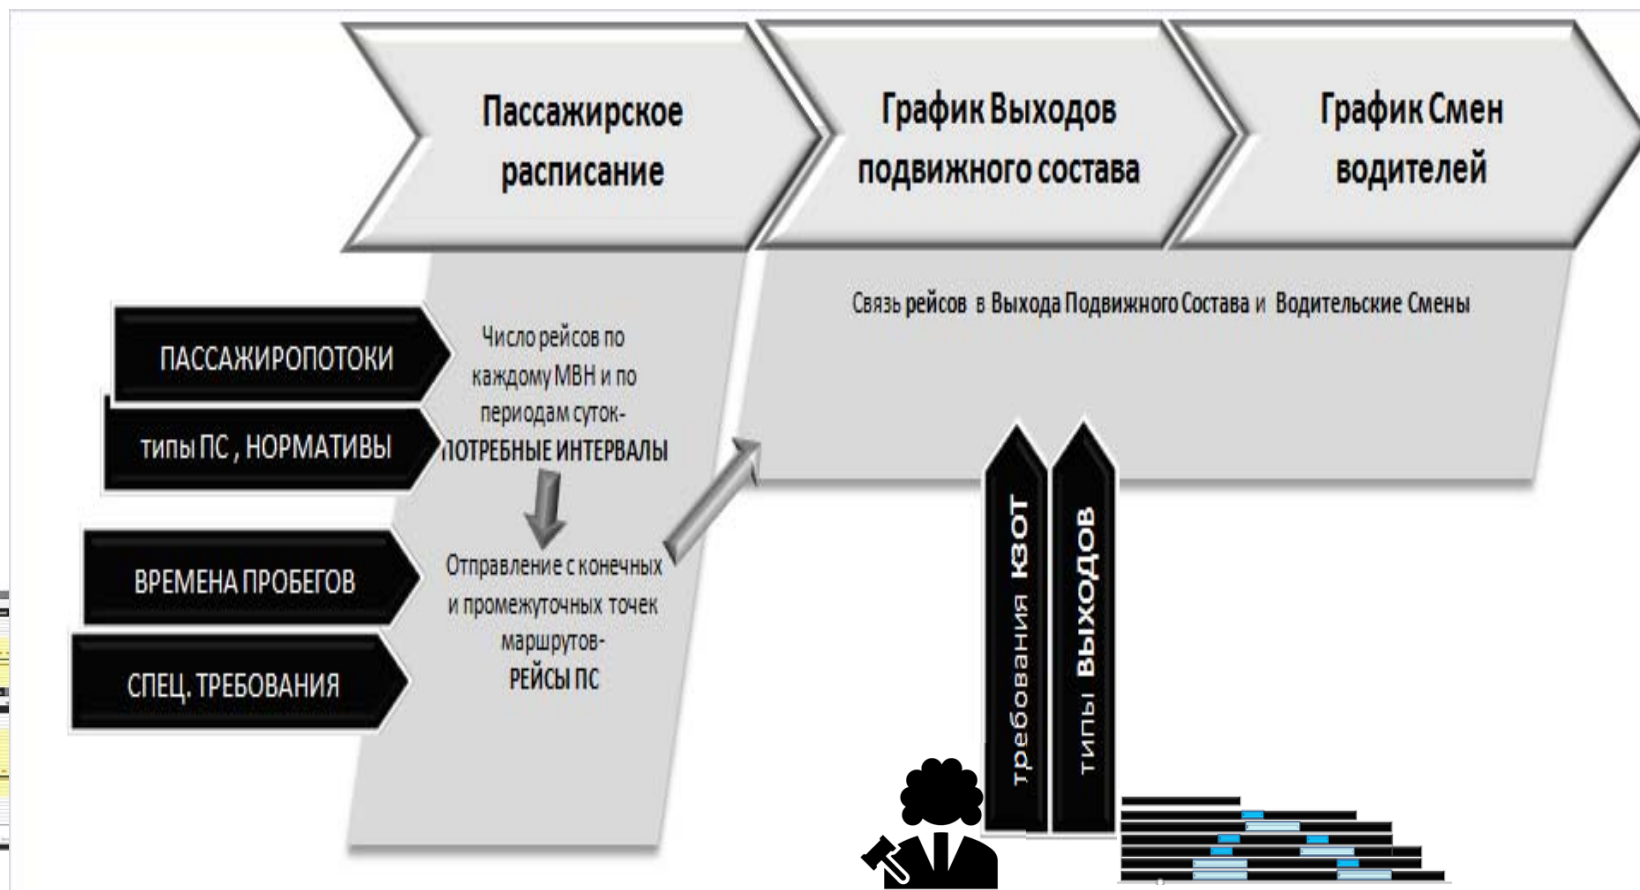 Пассажирское
расписание
График Выходов
подвижного состава
График Смен
водителей
ПАССАЖИРОПОТОКИ
типы ПС , НОРМАТИВЫ
ВРЕМЕНА ПРОБЕГОВ
СПЕЦ. ТРЕБОВАНИЯ
Число рейсов по
каждому МВН и по
периодам суток-
ПОТРЕБНЫЕ ИНТЕРВАЛЫ
Отправление с конечных
и промежуточных точек
маршрутов-
РЕЙСЫ ПС
Связь рейсов в Выхода Подвижного Состава и Водительские Смены
требования КЗОТ
типы ВЫХОДОВ